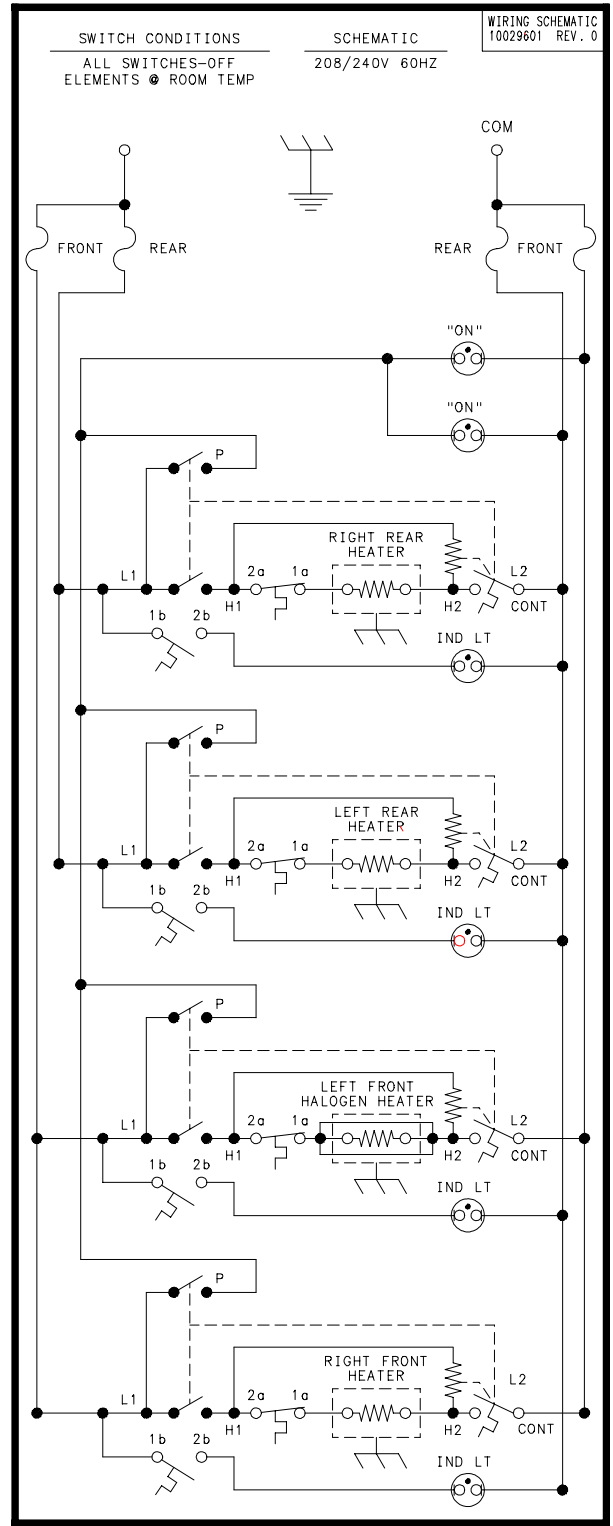 WIRING SCHEMATIC
10029601 REV. 0
SWITCH CONDITIONS
ALL SWITCHES-OFF
ELEMENTS @ ROOM TEMP
SCHEMATIC
208/240V 60HZ
COM
FRONT REAR REAR FRONT
"ON"
"ON"
P
RIGHT REAR
HEATER
L1 2a 1a L2
H1 H2 CONT
1b 2b IND LT
P
LEFT REAR
HEATER
L1 2a 1a L2
H1 H2 CONT
1b 2b IND LT
P
LEFT FRONT
HALOGEN HEATER
L1 2a 1a L2
H1 H2 CONT
1b 2b IND LT
P
RIGHT FRONT
HEATER
L1 2a 1a L2
H1 H2 CONT
1b 2b IND LT